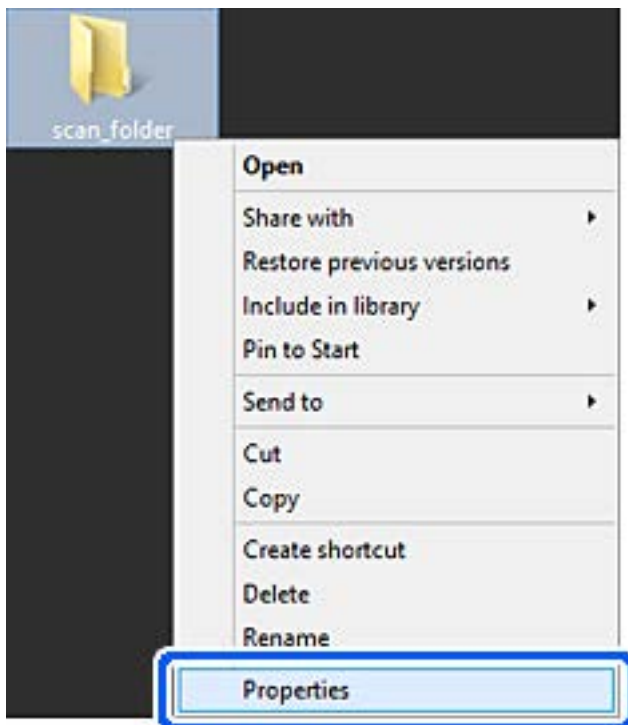 scan_folder
Open
Share with
Restore previous versions
Include in library
Pin to Start
Send to
Cut
Copy
Create shortcut
Delete
Rename
Properties